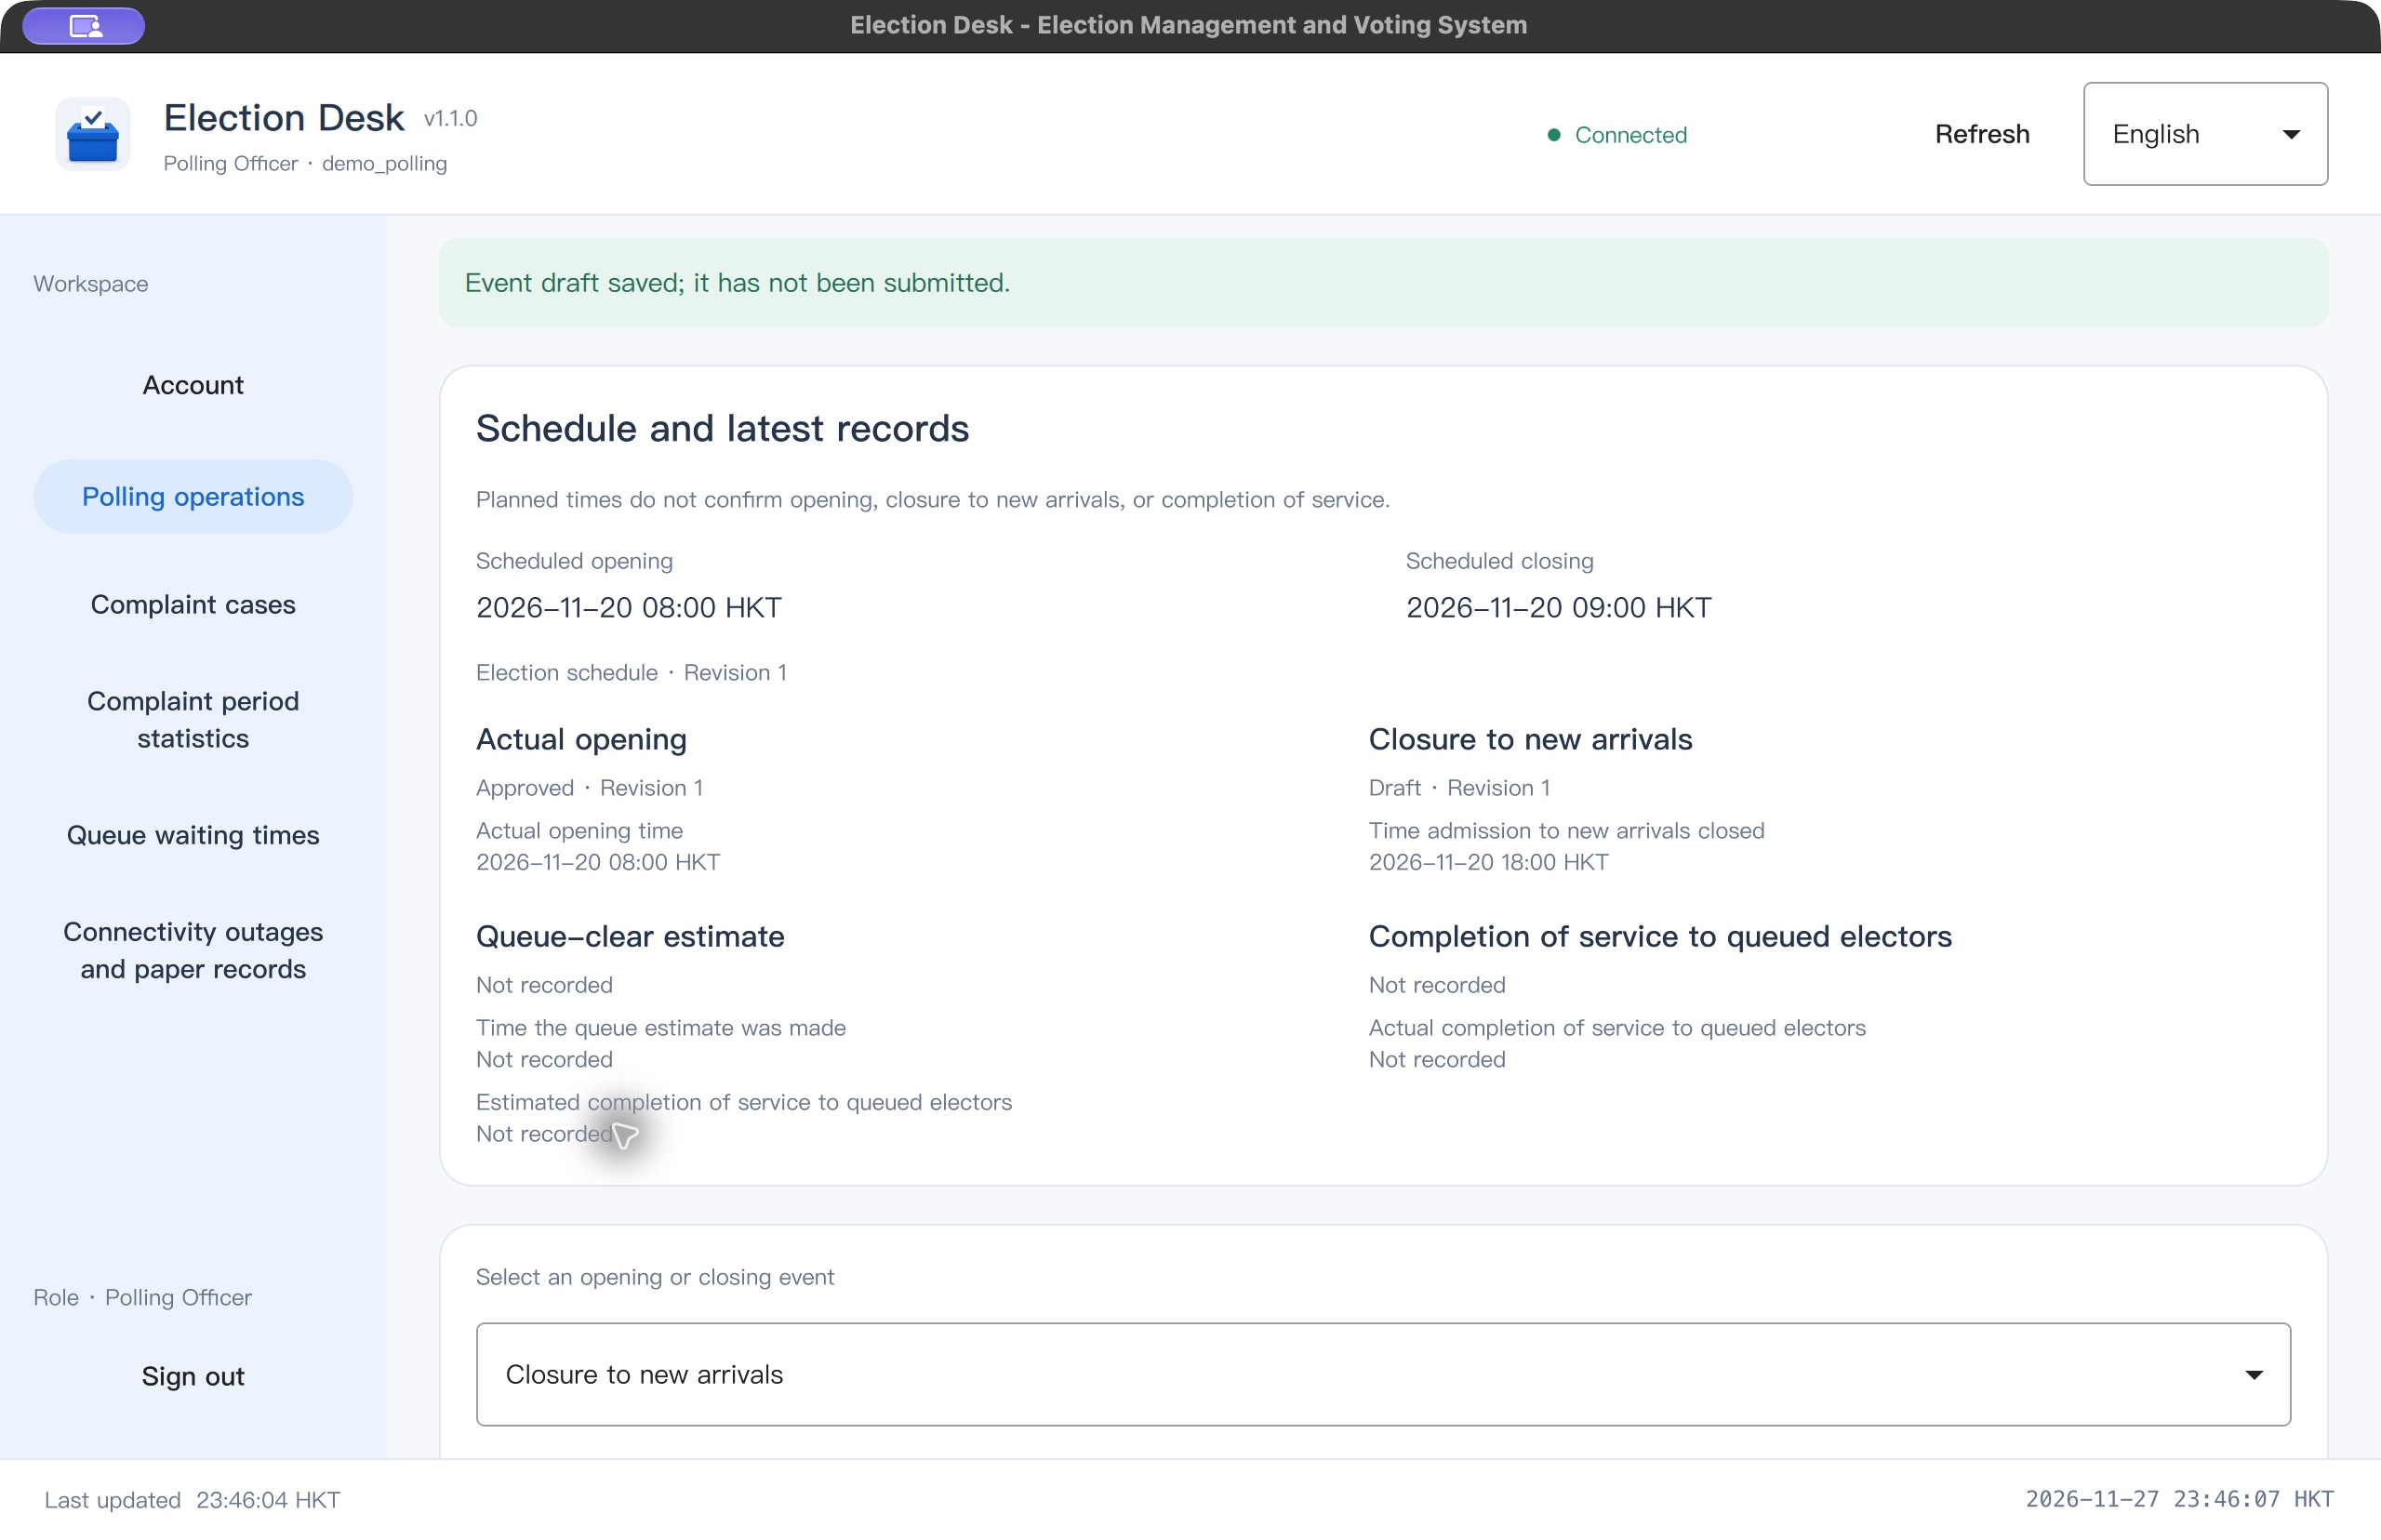 Election Desk - Election Management and Voting System
Election Desk v1.1.0
Polling Officer · demo_polling
Connected
Refresh
English
Workspace
Account
Polling operations
Complaint cases
Complaint period
statistics
Queue waiting times
Connectivity outages
and paper records
Role · Polling Officer
Sign out
Event draft saved; it has not been submitted.
Schedule and latest records
Planned times do not confirm opening, closure to new arrivals, or completion of service.
Scheduled opening
2026-11-20 08:00 HKT
Scheduled closing
2026-11-20 09:00 HKT
Election schedule · Revision 1
Actual opening
Approved · Revision 1
Actual opening time
2026-11-20 08:00 HKT
Closure to new arrivals
Draft · Revision 1
Time admission to new arrivals closed
2026-11-20 18:00 HKT
Queue-clear estimate
Not recorded
Time the queue estimate was made
Not recorded
Estimated completion of service to queued electors
Not recorded
Completion of service to queued electors
Not recorded
Actual completion of service to queued electors
Not recorded
Select an opening or closing event
Closure to new arrivals
Last updated 23:46:04 HKT
2026-11-27 23:46:07 HKT